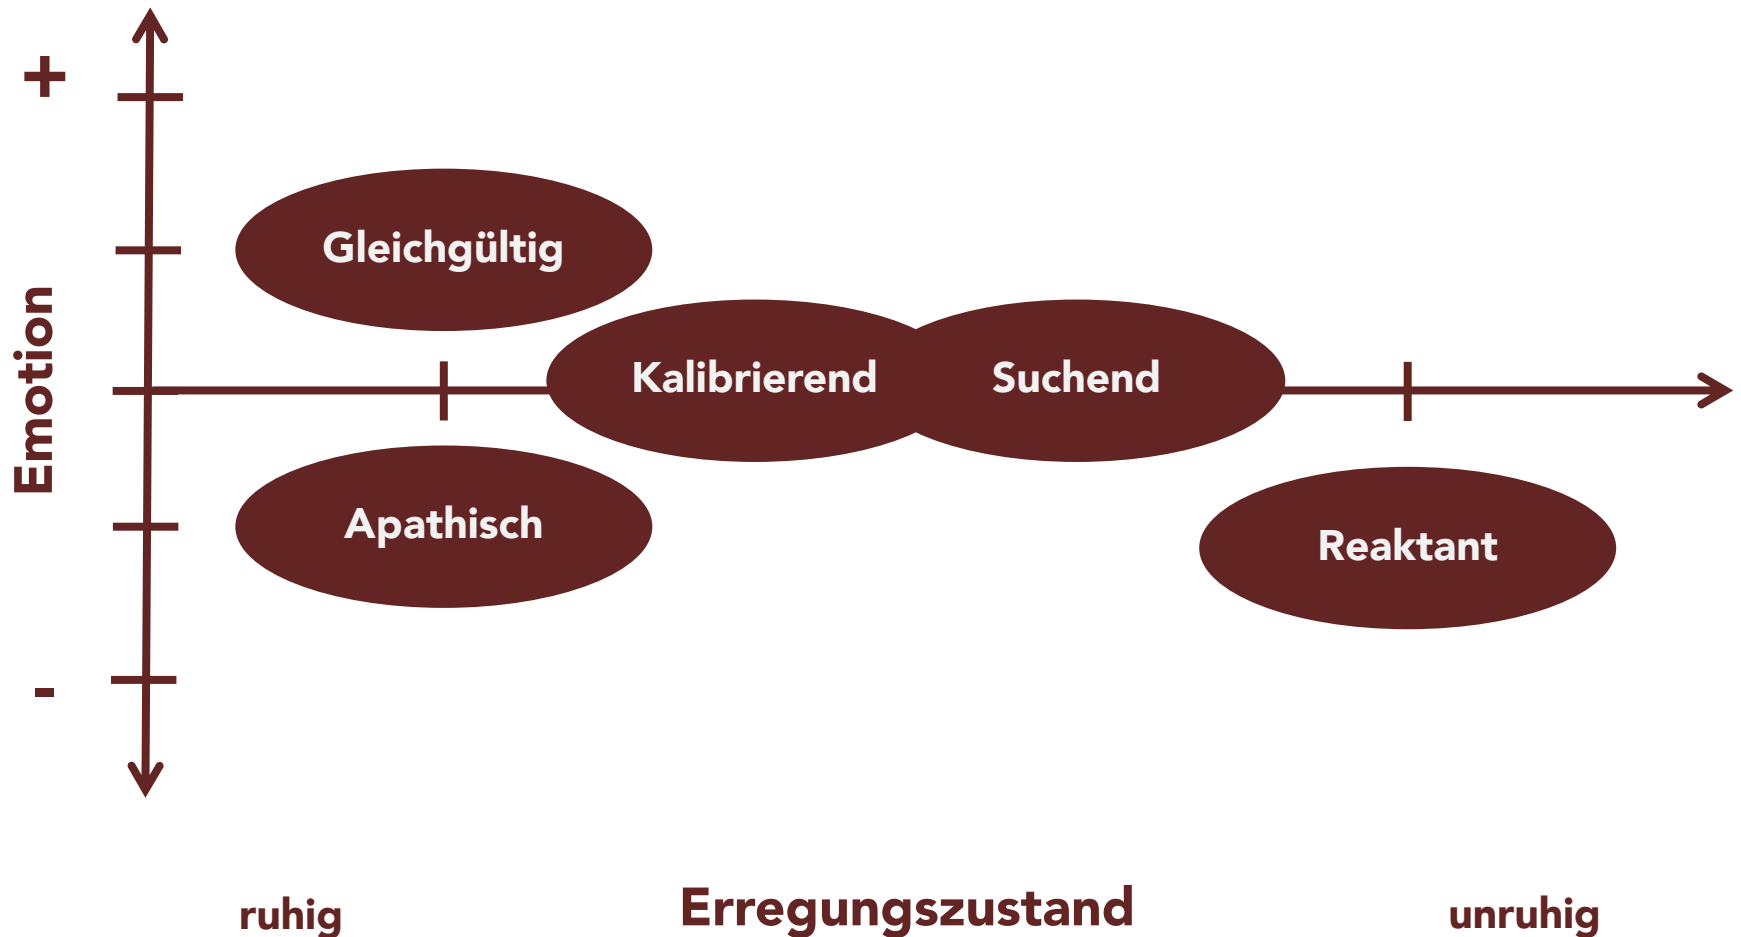 +
Gleichgültig
Emotion
Kalibrierend
Suchend
Apathisch
Reaktant
-
ruhig
Erregungszustand
unruhig